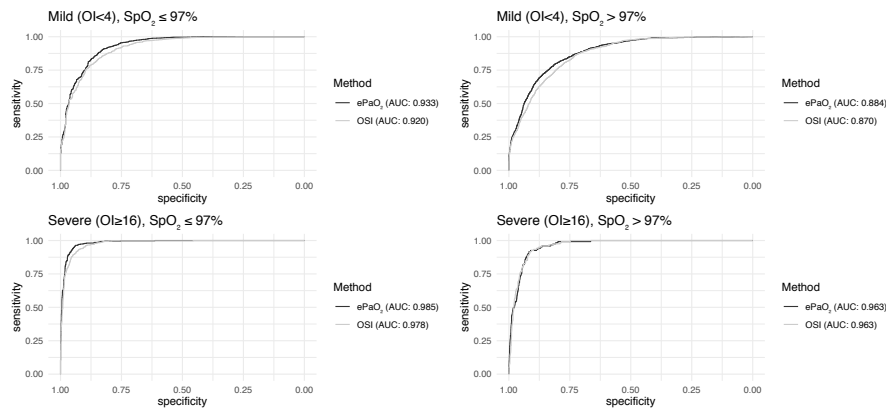 Mild (OI<4), SpO₂ ≤ 97%
1.00
0.75
0.50
0.25
0.00
sensitivity
1.00 0.75 0.50 0.25 0.00
specificity
Method
ePaO₂ (AUC: 0.933)
OSI (AUC: 0.920)
Mild (OI<4), SpO₂ > 97%
1.00
0.75
0.50
0.25
0.00
sensitivity
1.00 0.75 0.50 0.25 0.00
specificity
Method
ePaO₂ (AUC: 0.884)
OSI (AUC: 0.870)
Severe (OI≥16), SpO₂ ≤ 97%
1.00
0.75
0.50
0.25
0.00
sensitivity
1.00 0.75 0.50 0.25 0.00
specificity
Method
ePaO₂ (AUC: 0.985)
OSI (AUC: 0.978)
Severe (OI≥16), SpO₂ > 97%
1.00
0.75
0.50
0.25
0.00
sensitivity
1.00 0.75 0.50 0.25 0.00
specificity
Method
ePaO₂ (AUC: 0.963)
OSI (AUC: 0.963)